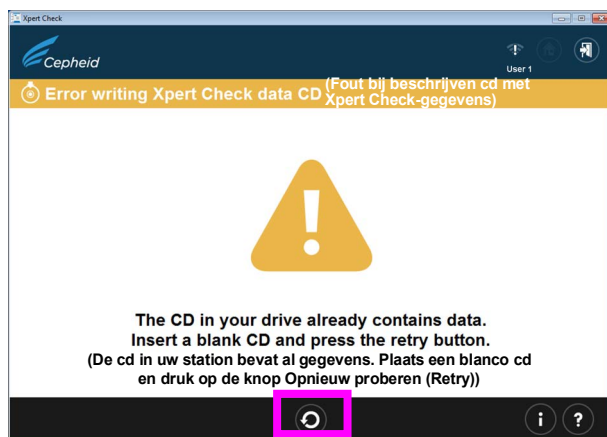 Xpert Check
Cepheid
User 1
Error writing Xpert Check data CD
(Fout bij beschrijven cd met
Xpert Check-gegevens)
The CD in your drive already contains data.
Insert a blank CD and press the retry button.
(De cd in uw station bevat al gegevens. Plaats een blanco cd
en druk op de knop Opnieuw proberen (Retry))
i ?